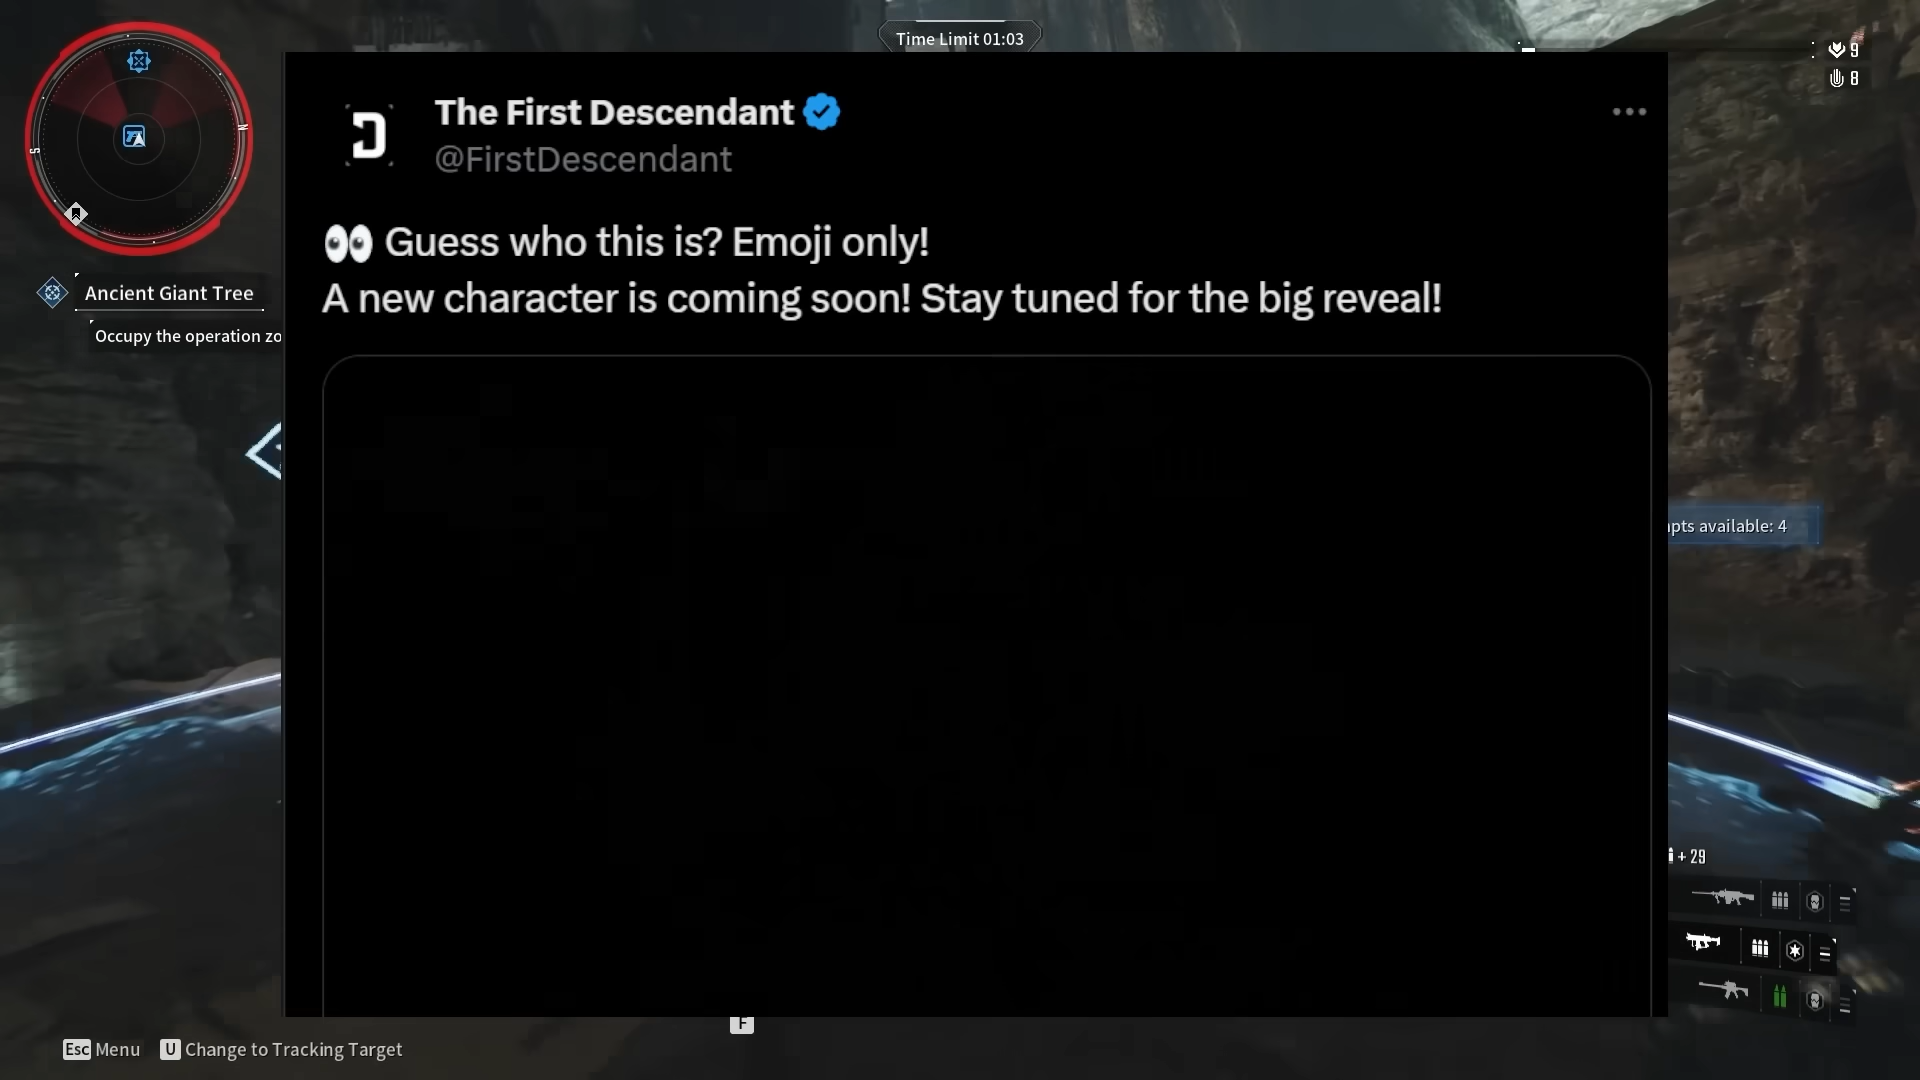 Time Limit 01:03
9
8
N
S
The First Descendant
@FirstDescendant
👀 Guess who this is? Emoji only!
A new character is coming soon! Stay tuned for the big reveal!
Ancient Giant Tree
Occupy the operation zo
pts available: 4
+ 29
F
Esc Menu U Change to Tracking Target